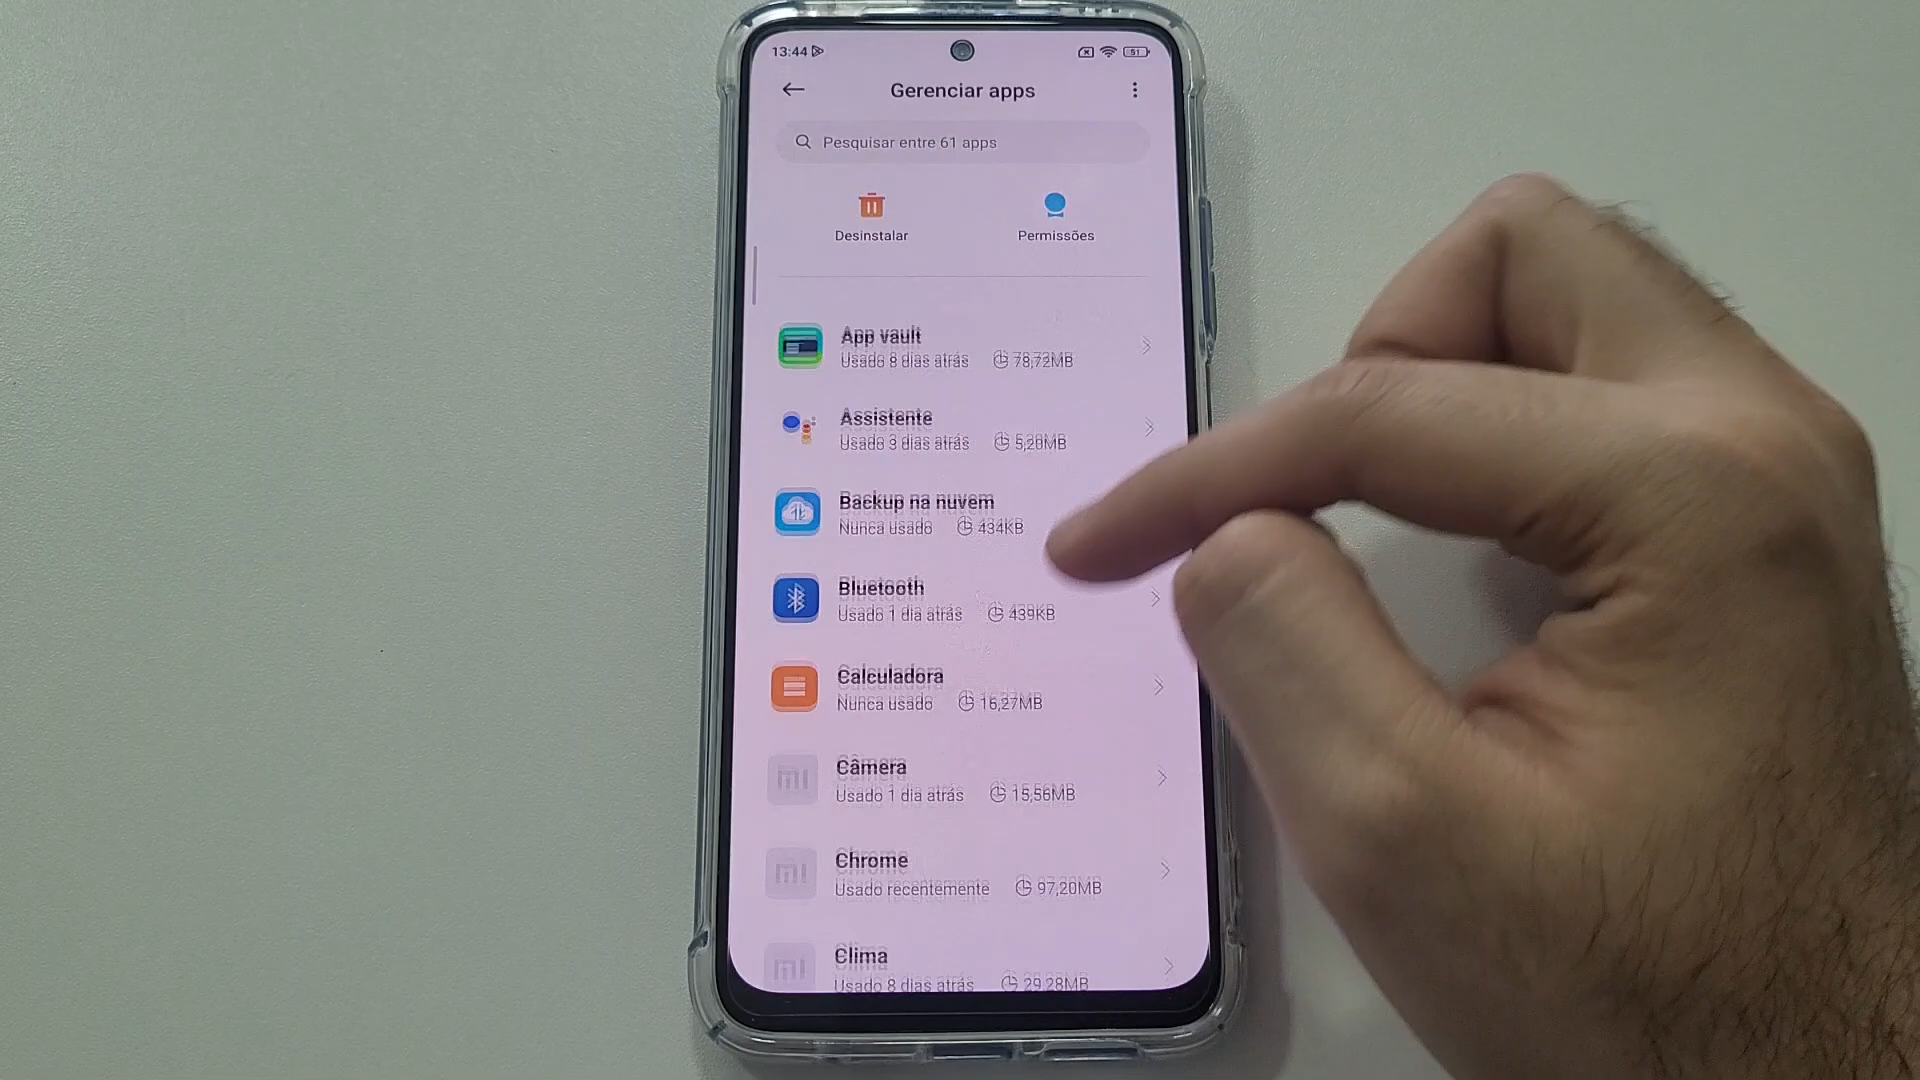 13:44
51
Gerenciar apps
Pesquisar entre 61 apps
Desinstalar
Permissões
App vault
Usado 8 dias atrás 78,72MB
Assistente
Usado 3 dias atrás 5,20MB
Backup na nuvem
Nunca usado 434KB
Bluetooth
Usado 1 dia atrás 439KB
Calculadora
Nunca usado 16,27MB
Câmera
Usado 1 dia atrás 15,56MB
Chrome
Usado recentemente 97,20MB
Clima
Usado 8 dias atrás 29,28MB